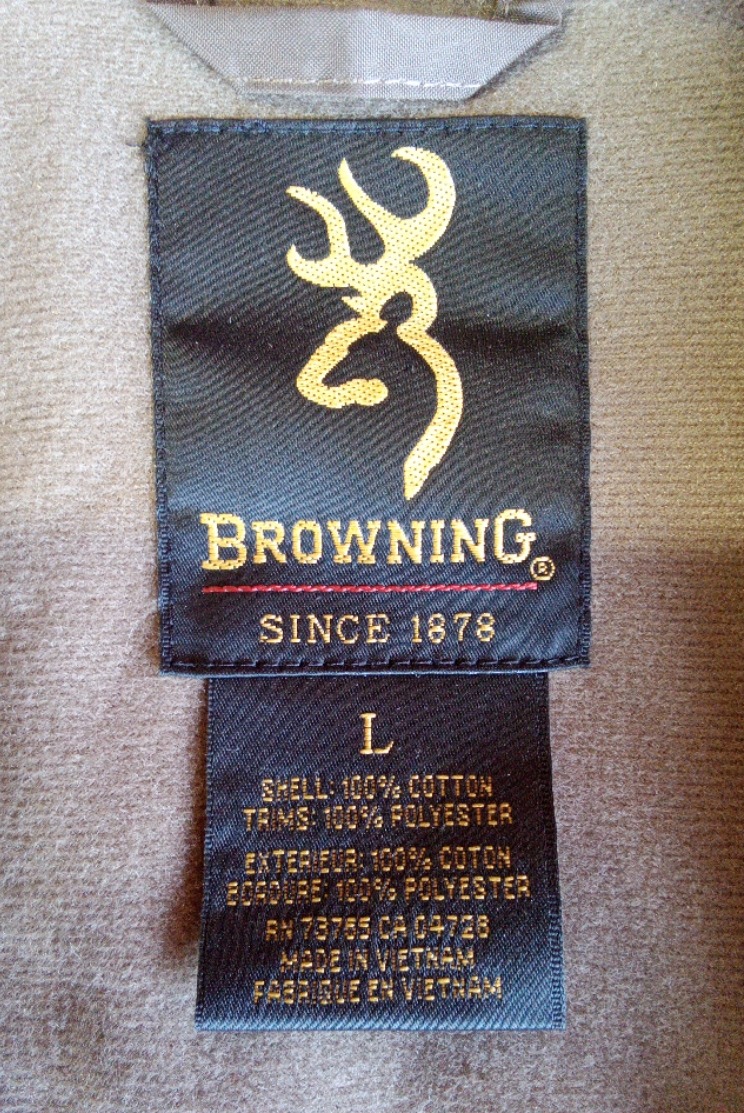 BROWNING®
SINCE 1878
L
SHELL: 100% COTTON
TRIMS: 100% POLYESTER
EXTERIEUR: 100% COTON
BORDURE: 100% POLYESTER
RN 73765 CA 04728
MADE IN VIETNAM
FABRIQUE EN VIETNAM